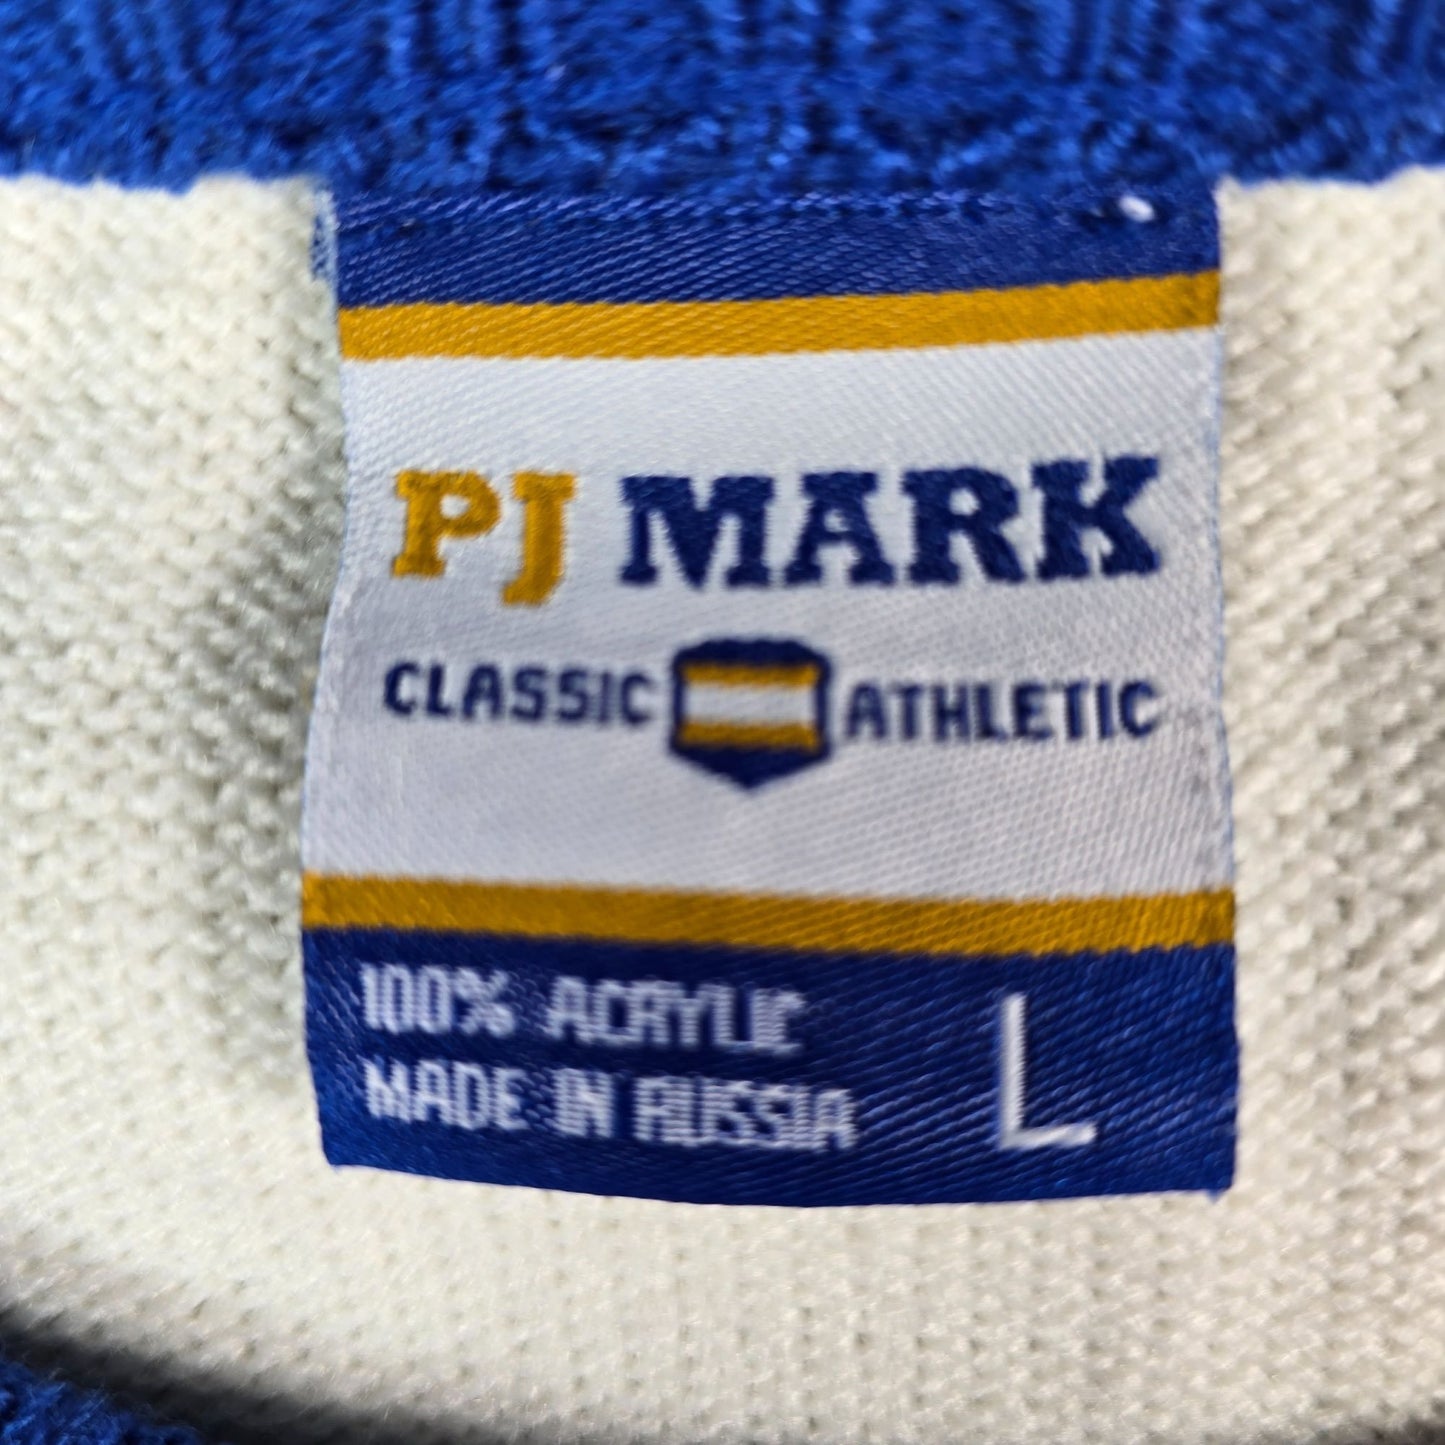 PJ MARK
CLASSIC ATHLETIC
100% ACRYLIC
MADE IN RUSSIA
L